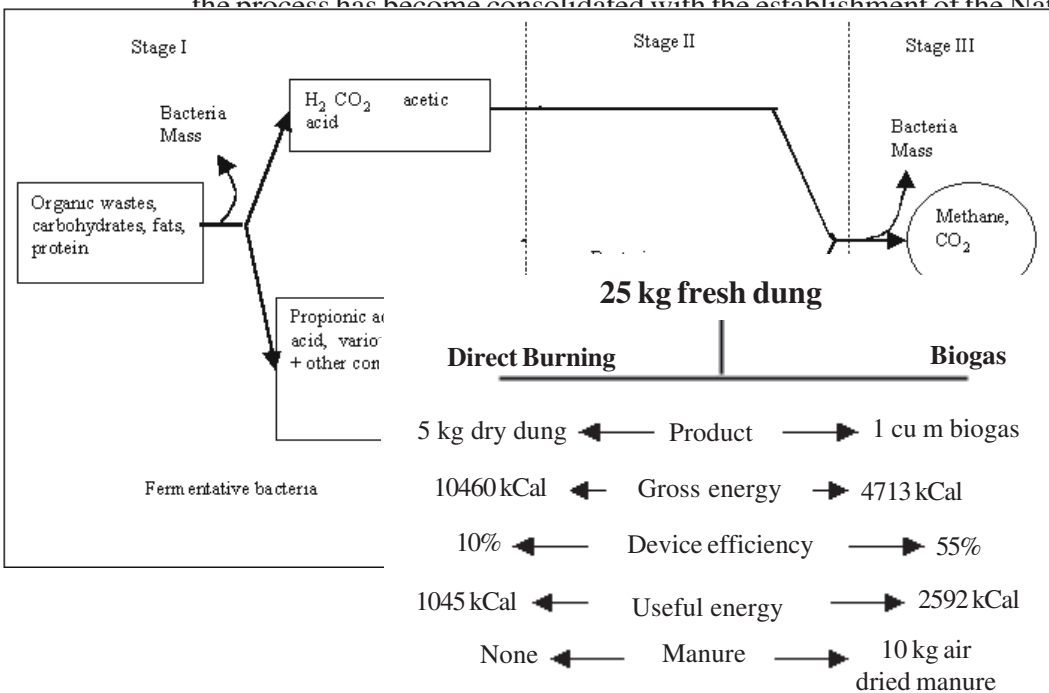 the process has become consolidated with the establishment of the Nat
Stage I
Stage II
Stage III
Bacteria
Mass
H2 CO2 acetic
acid
Bacteria
Mass
Organic wastes,
carbohydrates, fats,
protein
Methane,
CO2
Propionic
acid,
+ other
Fermentative bacteria
25 kg fresh dung
Direct Burning
Biogas
5 kg dry dung Product 1 cu m biogas
10460 kCal Gross energy 4713 kCal
10% Device efficiency 55%
1045 kCal Useful energy 2592 kCal
None Manure 10 kg air
dried manure